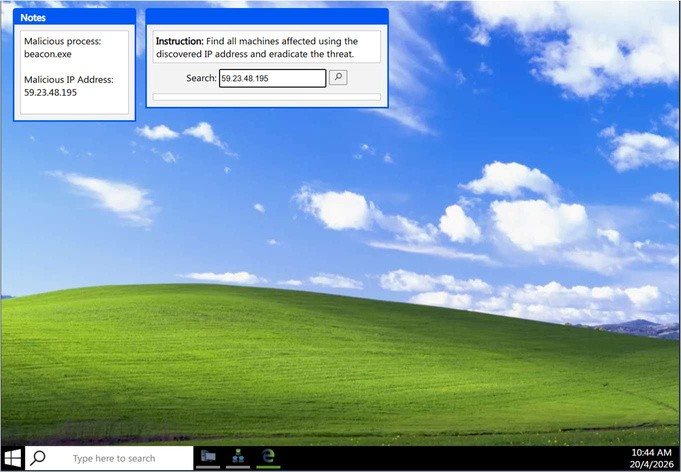 Notes
Malicious process:
beacon.exe
Malicious IP Address:
59.23.48.195
Instruction: Find all machines affected using the
discovered IP address and eradicate the threat.
Search: 59.23.48.195
Type here to search
10:44 AM
20/4/2026